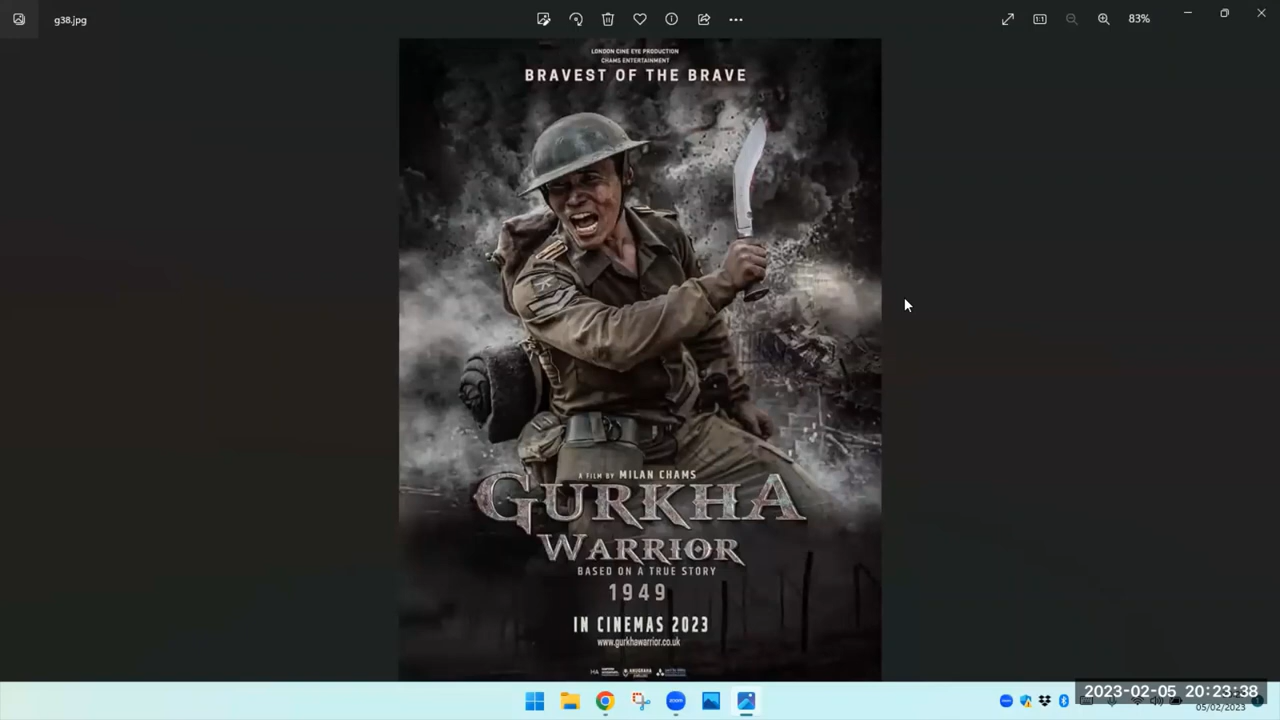 g38.jpg
83%
LONDON CINE EYE PRODUCTION
CHAMS ENTERTAINMENT
BRAVEST OF THE BRAVE
A FILM BY MILAN CHAMS
GURKHA
WARRIOR
BASED ON A TRUE STORY
1949
IN CINEMAS 2023
www.gurkhawarrior.co.uk
zoom
2023-02-05 20:23:38
05/02/2023